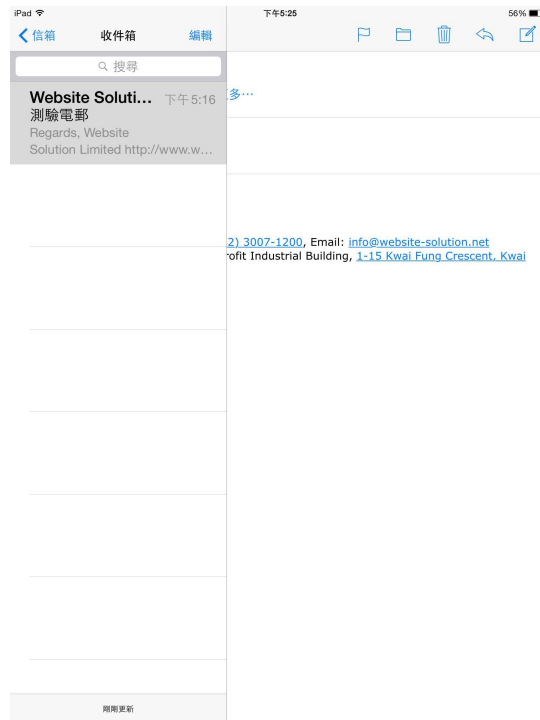 iPad 下午5:25 56%
信箱 收件箱 編輯
搜尋
Website Soluti… 下午5:16
測驗電郵
Regards, Website
Solution Limited http://www.w…
多…
2) 3007-1200, Email: info@website-solution.net
rofit Industrial Building, 1-15 Kwai Fung Crescent, Kwai
剛剛更新